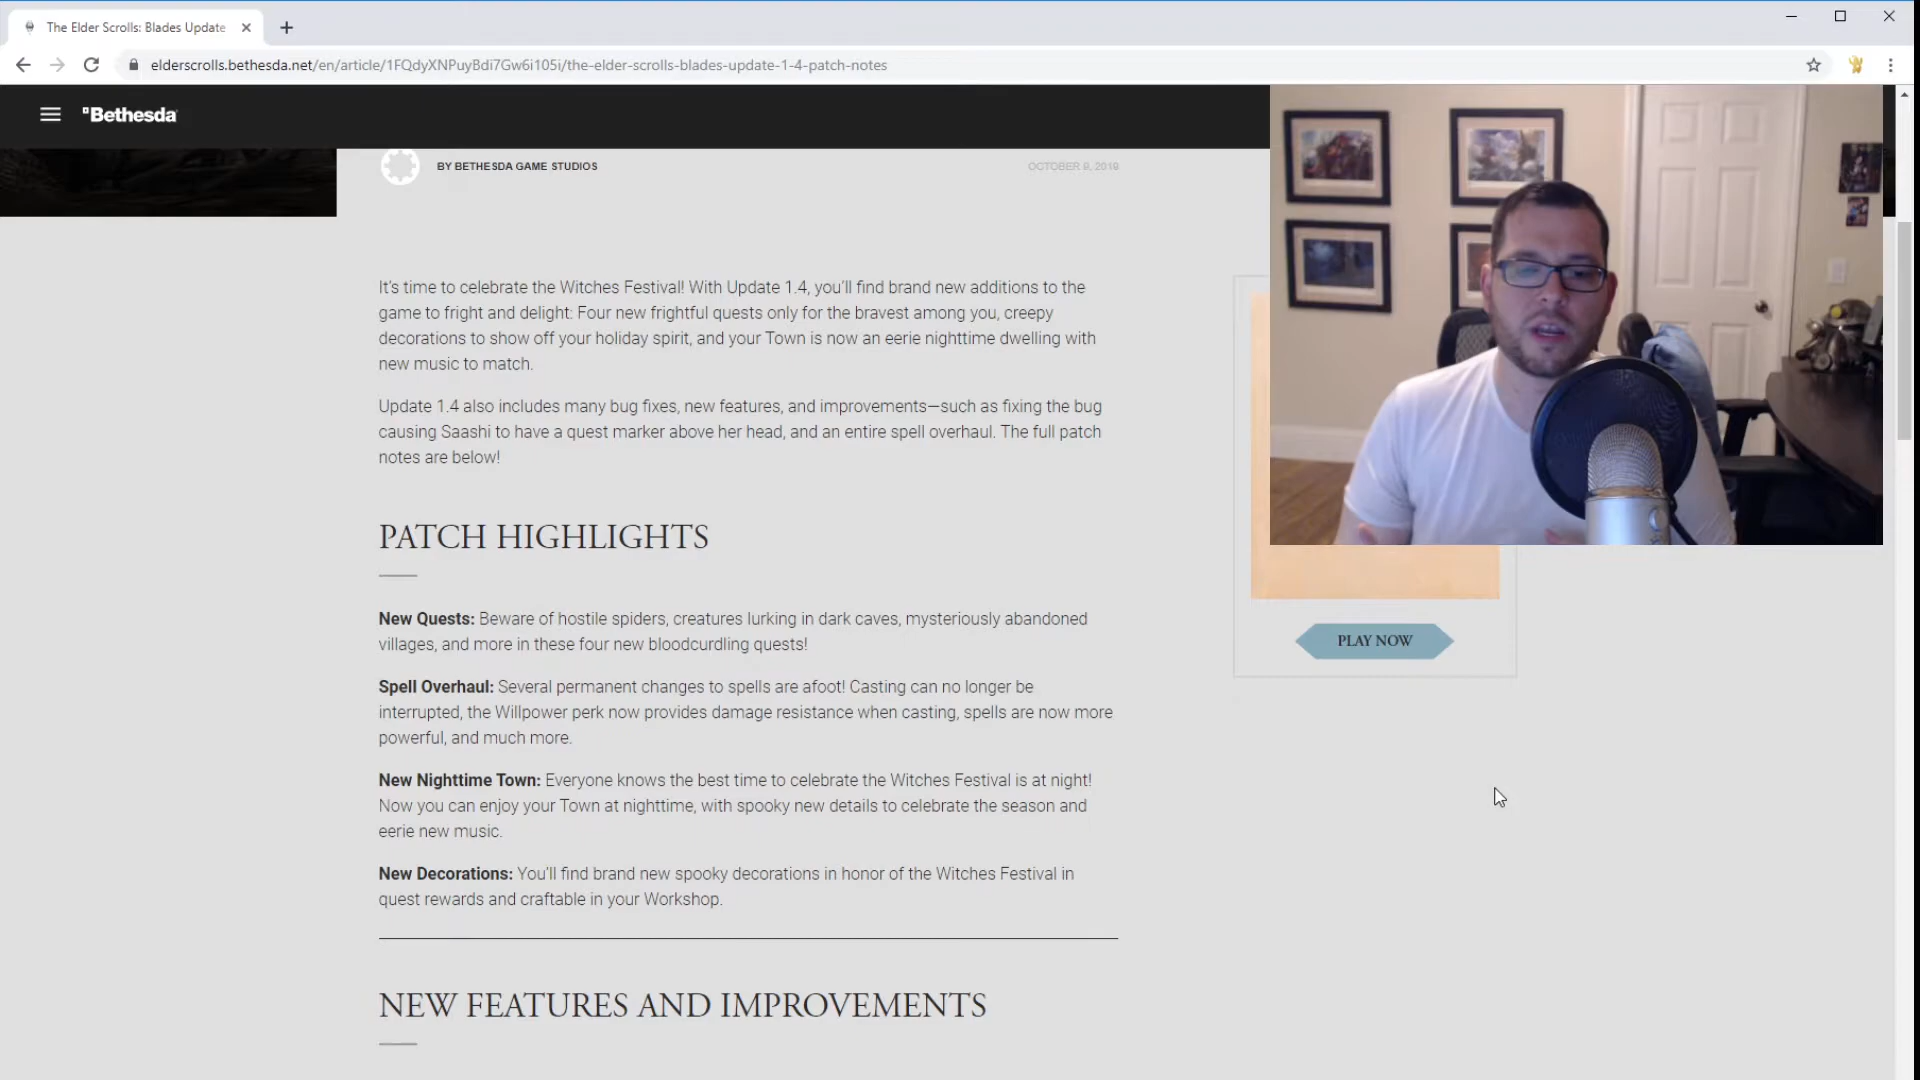 The Elder Scrolls: Blades Update
elderscrolls.bethesda.net/en/article/1FQdyXNPuyBdi7Gw6i105i/the-elder-scrolls-blades-update-1-4-patch-notes
Bethesda
BY BETHESDA GAME STUDIOS
OCTOBER 9, 2019
It's time to celebrate the Witches Festival! With Update 1.4, you'll find brand new additions to the
game to fright and delight: Four new frightful quests only for the bravest among you, creepy
decorations to show off your holiday spirit, and your Town is now an eerie nighttime dwelling with
new music to match.
Update 1.4 also includes many bug fixes, new features, and improvements—such as fixing the bug
causing Saashi to have a quest marker above her head, and an entire spell overhaul. The full patch
notes are below!
PATCH HIGHLIGHTS
New Quests: Beware of hostile spiders, creatures lurking in dark caves, mysteriously abandoned
villages, and more in these four new bloodcurdling quests!
PLAY NOW
Spell Overhaul: Several permanent changes to spells are afoot! Casting can no longer be
interrupted, the Willpower perk now provides damage resistance when casting, spells are now more
powerful, and much more.
New Nighttime Town: Everyone knows the best time to celebrate the Witches Festival is at night!
Now you can enjoy your Town at nighttime, with spooky new details to celebrate the season and
eerie new music.
New Decorations: You'll find brand new spooky decorations in honor of the Witches Festival in
quest rewards and craftable in your Workshop.
NEW FEATURES AND IMPROVEMENTS